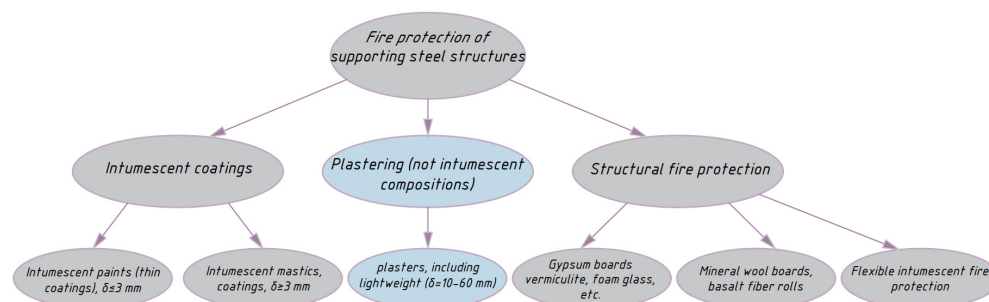 Fire protection of
supporting steel structures
Intumescent coatings
Plastering (not intumescent
compositions)
Structural fire protection
Intumescent paints (thin
coatings), δ≤3 mm
Intumescent mastics,
coatings, δ≥3 mm
plasters, including
lightweight (δ=10-60 mm)
Gypsum boards
vermiculite, foam glass,
etc.
Mineral wool boards,
basalt fiber rolls
Flexible intumescent fire
protection